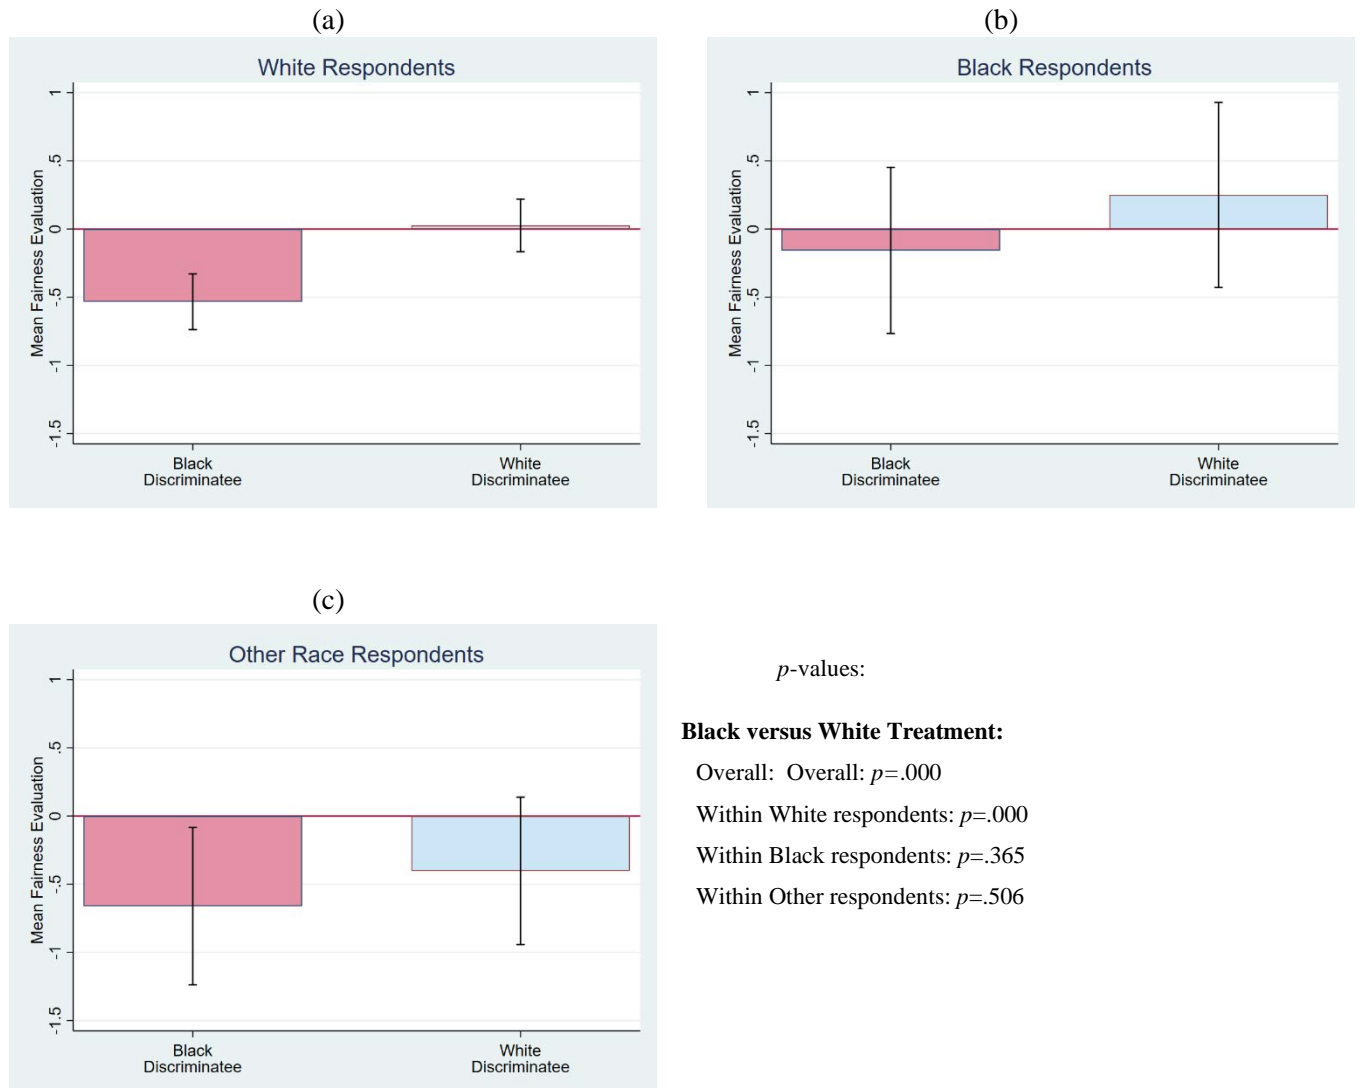 (a)
White Respondents
Mean Fairness Evaluation
1
.5
0
-.5
-1
-1.5
Black
Discriminatee
White
Discriminatee
(b)
Black Respondents
Mean Fairness Evaluation
1
.5
0
-.5
-1
-1.5
Black
Discriminatee
White
Discriminatee
(c)
Other Race Respondents
Mean Fairness Evaluation
1
.5
0
-.5
-1
-1.5
Black
Discriminatee
White
Discriminatee
p-values:
Black versus White Treatment:
Overall: Overall: p=.000
Within White respondents: p=.000
Within Black respondents: p=.365
Within Other respondents: p=.506